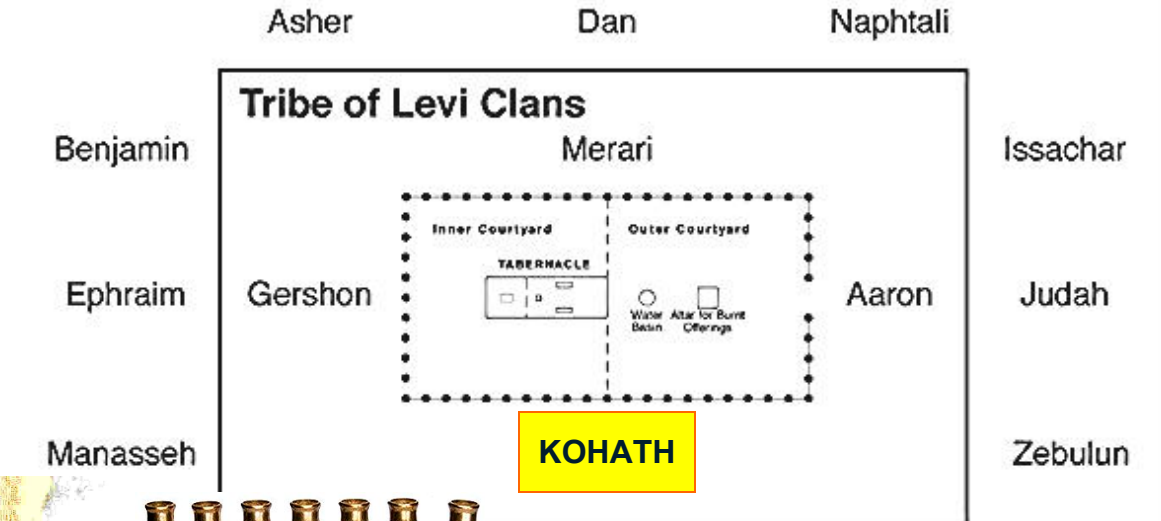 Asher Dan Naphtali
Tribe of Levi Clans
Benjamin Merari Issachar
Inner Courtyard Outer Courtyard
TABERNACLE
Ephraim Gershon Aaron Judah
Water Altar for Burnt
Basin Offerings
Manasseh KOHATH Zebulun